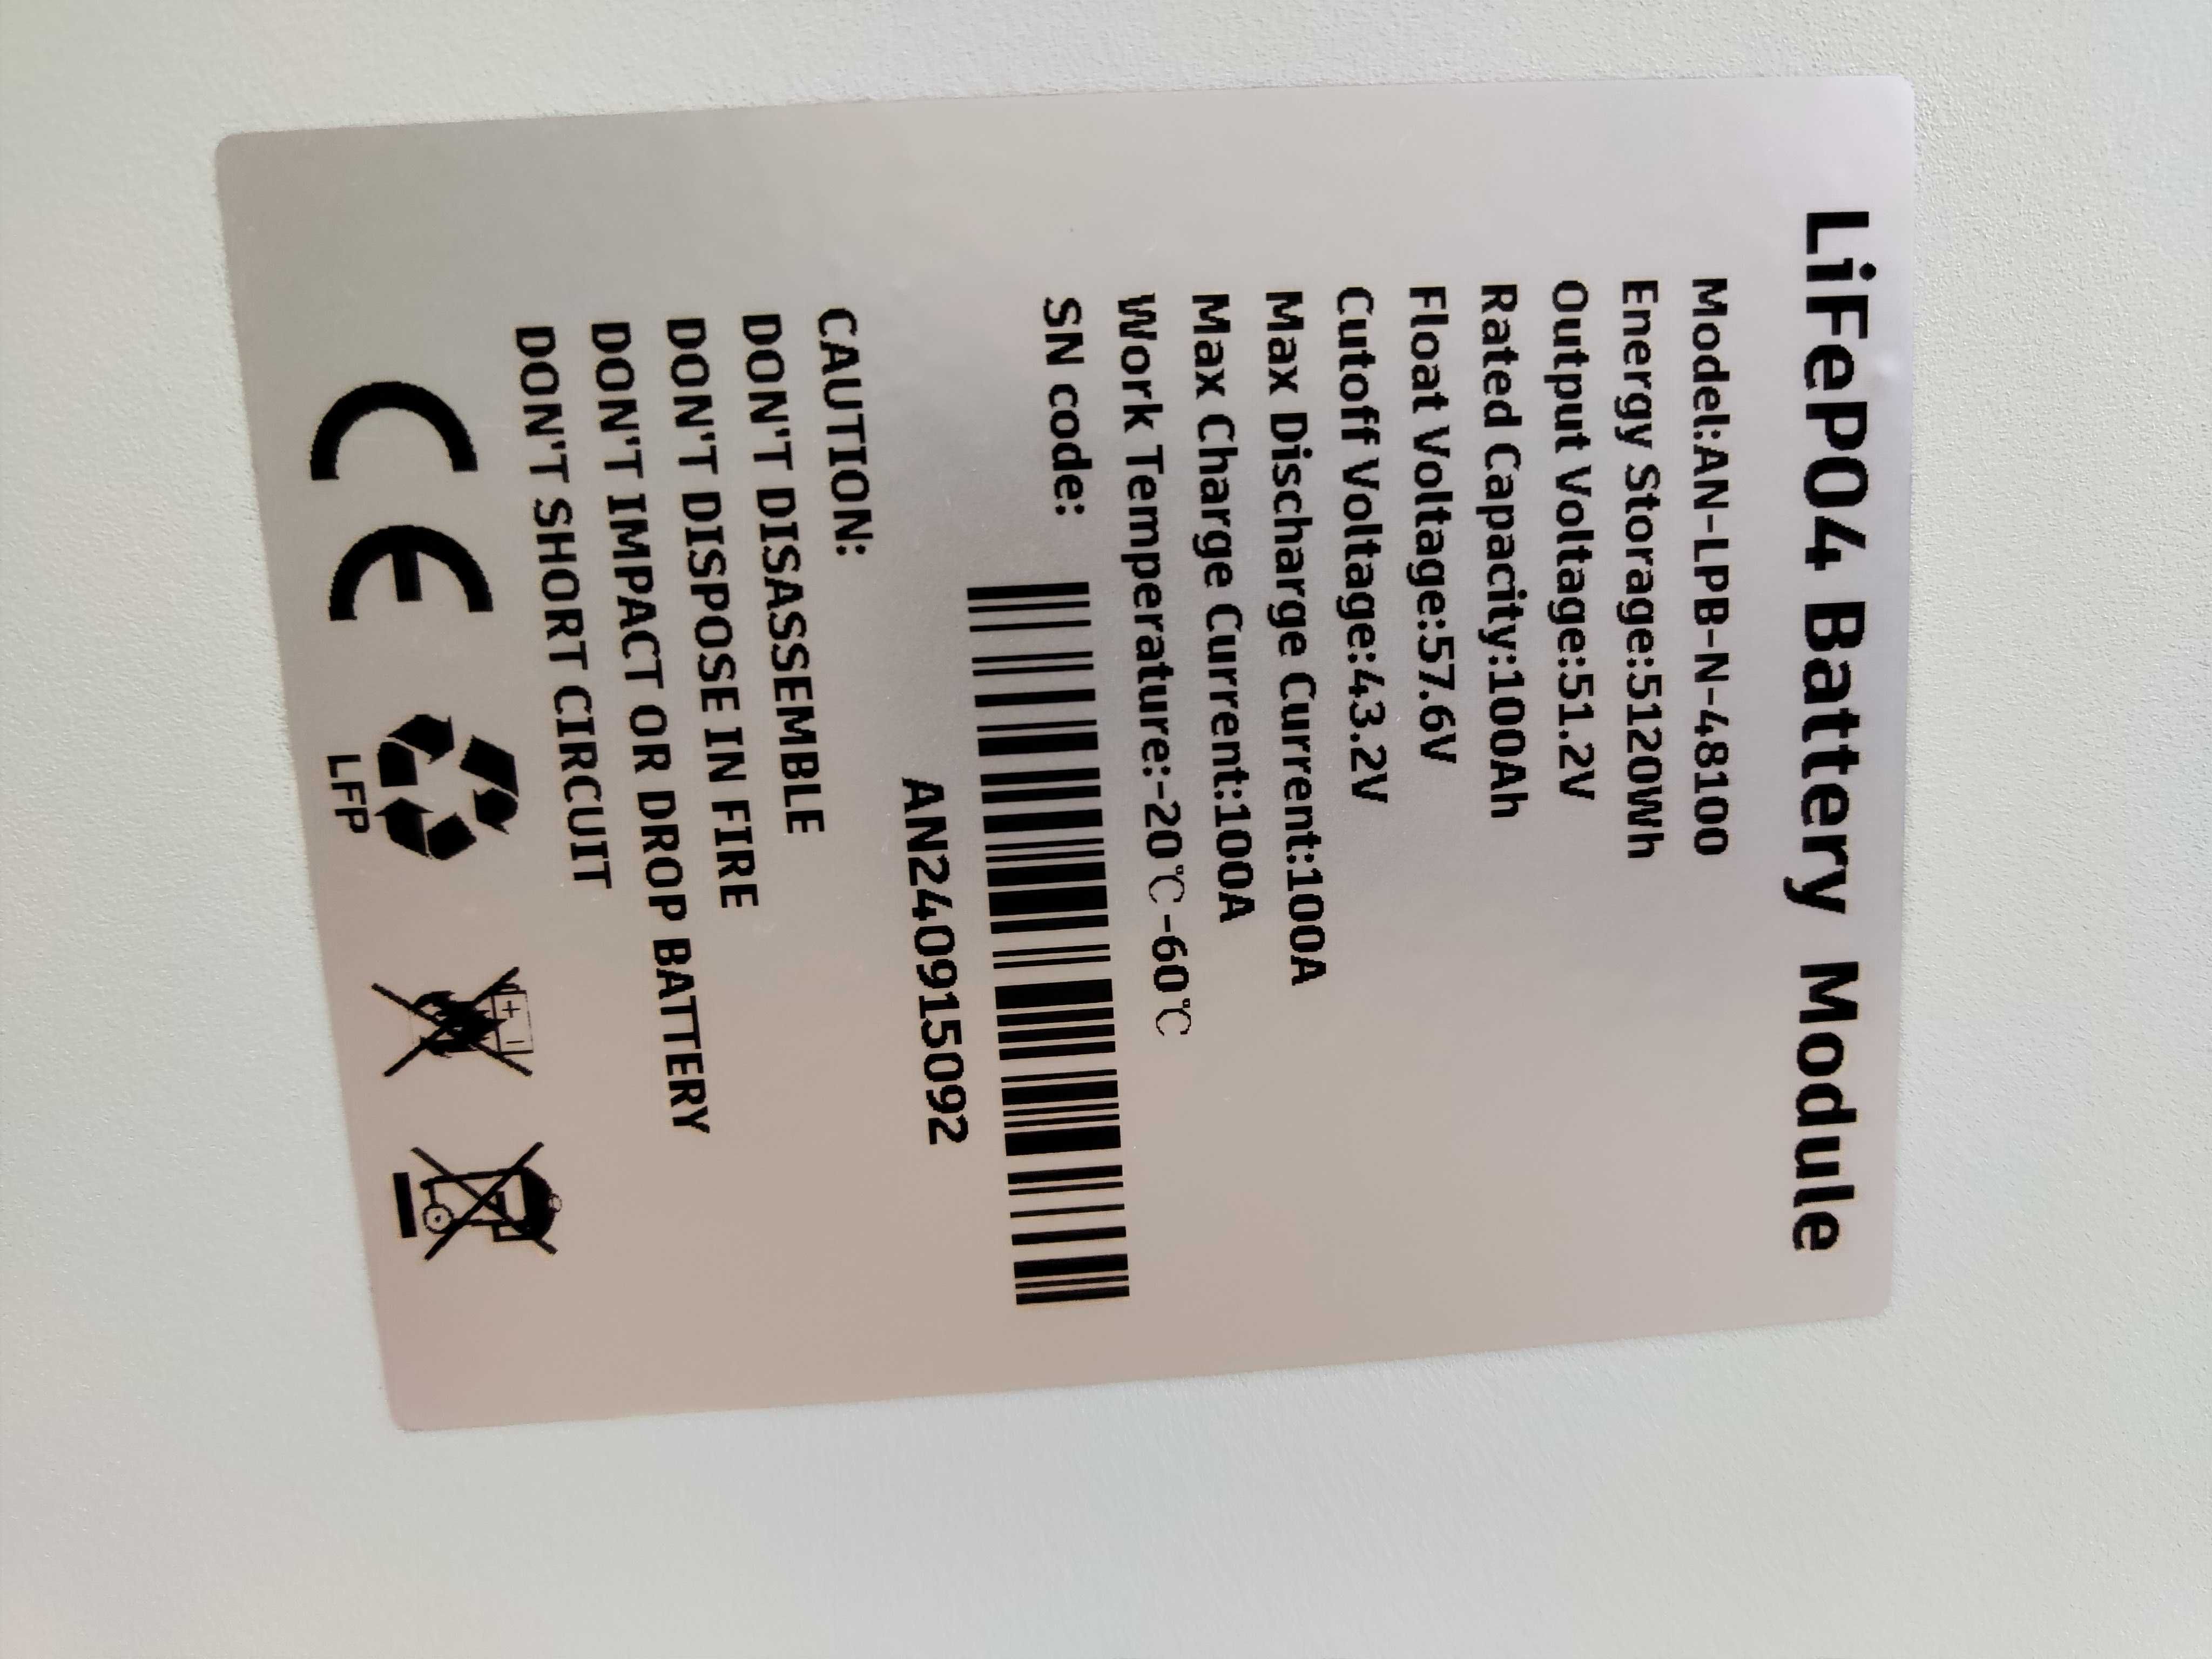 LiFePO4 Battery Module
Model:AN-LPB-N-48100
Energy Storage:5120Wh
Output Voltage:51.2V
Rated Capacity:100Ah
Float Voltage:57.6V
Cutoff Voltage:43.2V
Max Discharge Current:100A
Max Charge Current:100A
Work Temperature:-20℃-60℃
SN code:
AN240915092
CAUTION:
DON'T DISASSEMBLE
DON'T DISPOSE IN FIRE
DON'T IMPACT OR DROP BATTERY
DON'T SHORT CIRCUIT
CE
LFP